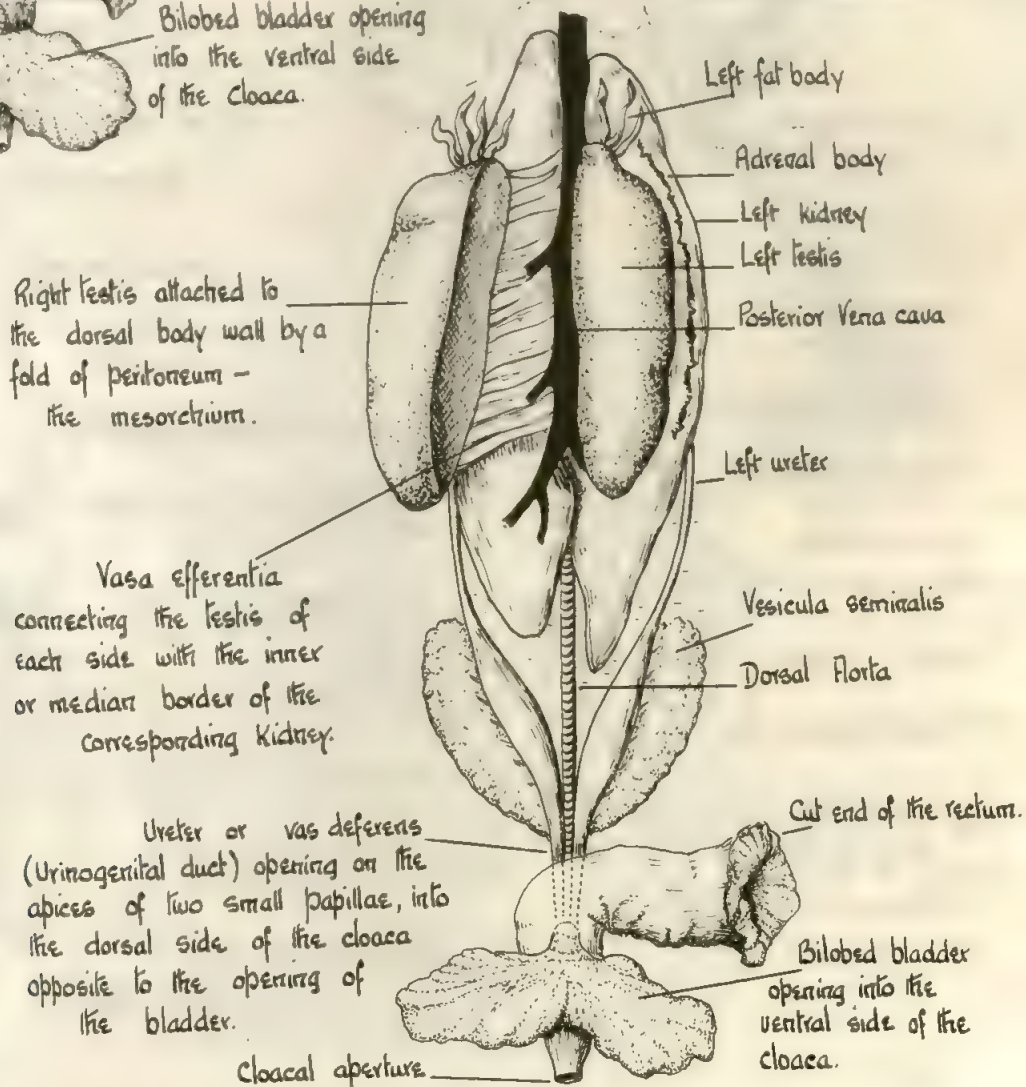 Bilobed bladder opening
into the ventral side
of the cloaca.
Left fat body
Adrenal body
Left kidney
Left testis
Posterior Vena cava
Right testis attached to
the dorsal body wall by a
fold of peritoneum –
the mesorchium.
Left ureter
Vasa efferentia
connecting the testis of
each side with the inner
or median border of the
corresponding kidney.
Vesicula seminalis
Dorsal Aorta
Cut end of the rectum.
Ureter or vas deferens
(Urinogenital duct) opening on the
apices of two small papillae, into
the dorsal side of the cloaca
opposite to the opening of
the bladder.
Bilobed bladder
opening into the
ventral side of the
cloaca.
Cloacal aperture